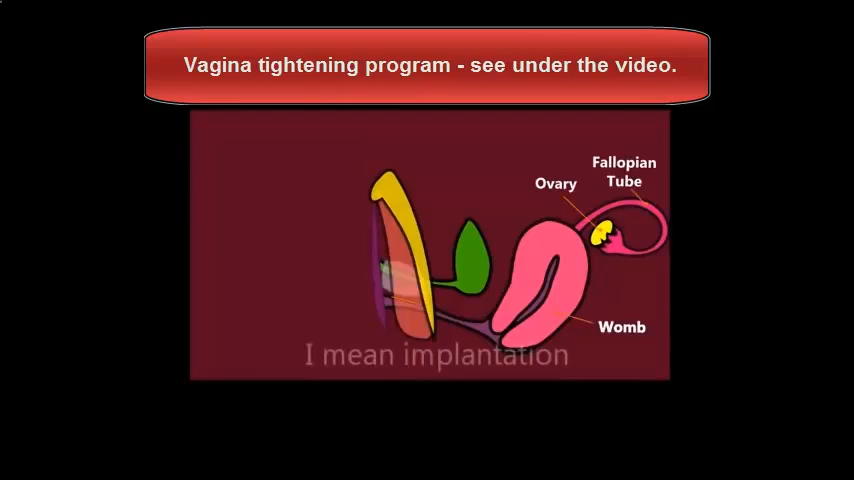 Vagina tightening program - see under the video.
Fallopian
Tube
Ovary
Womb
I mean implantation